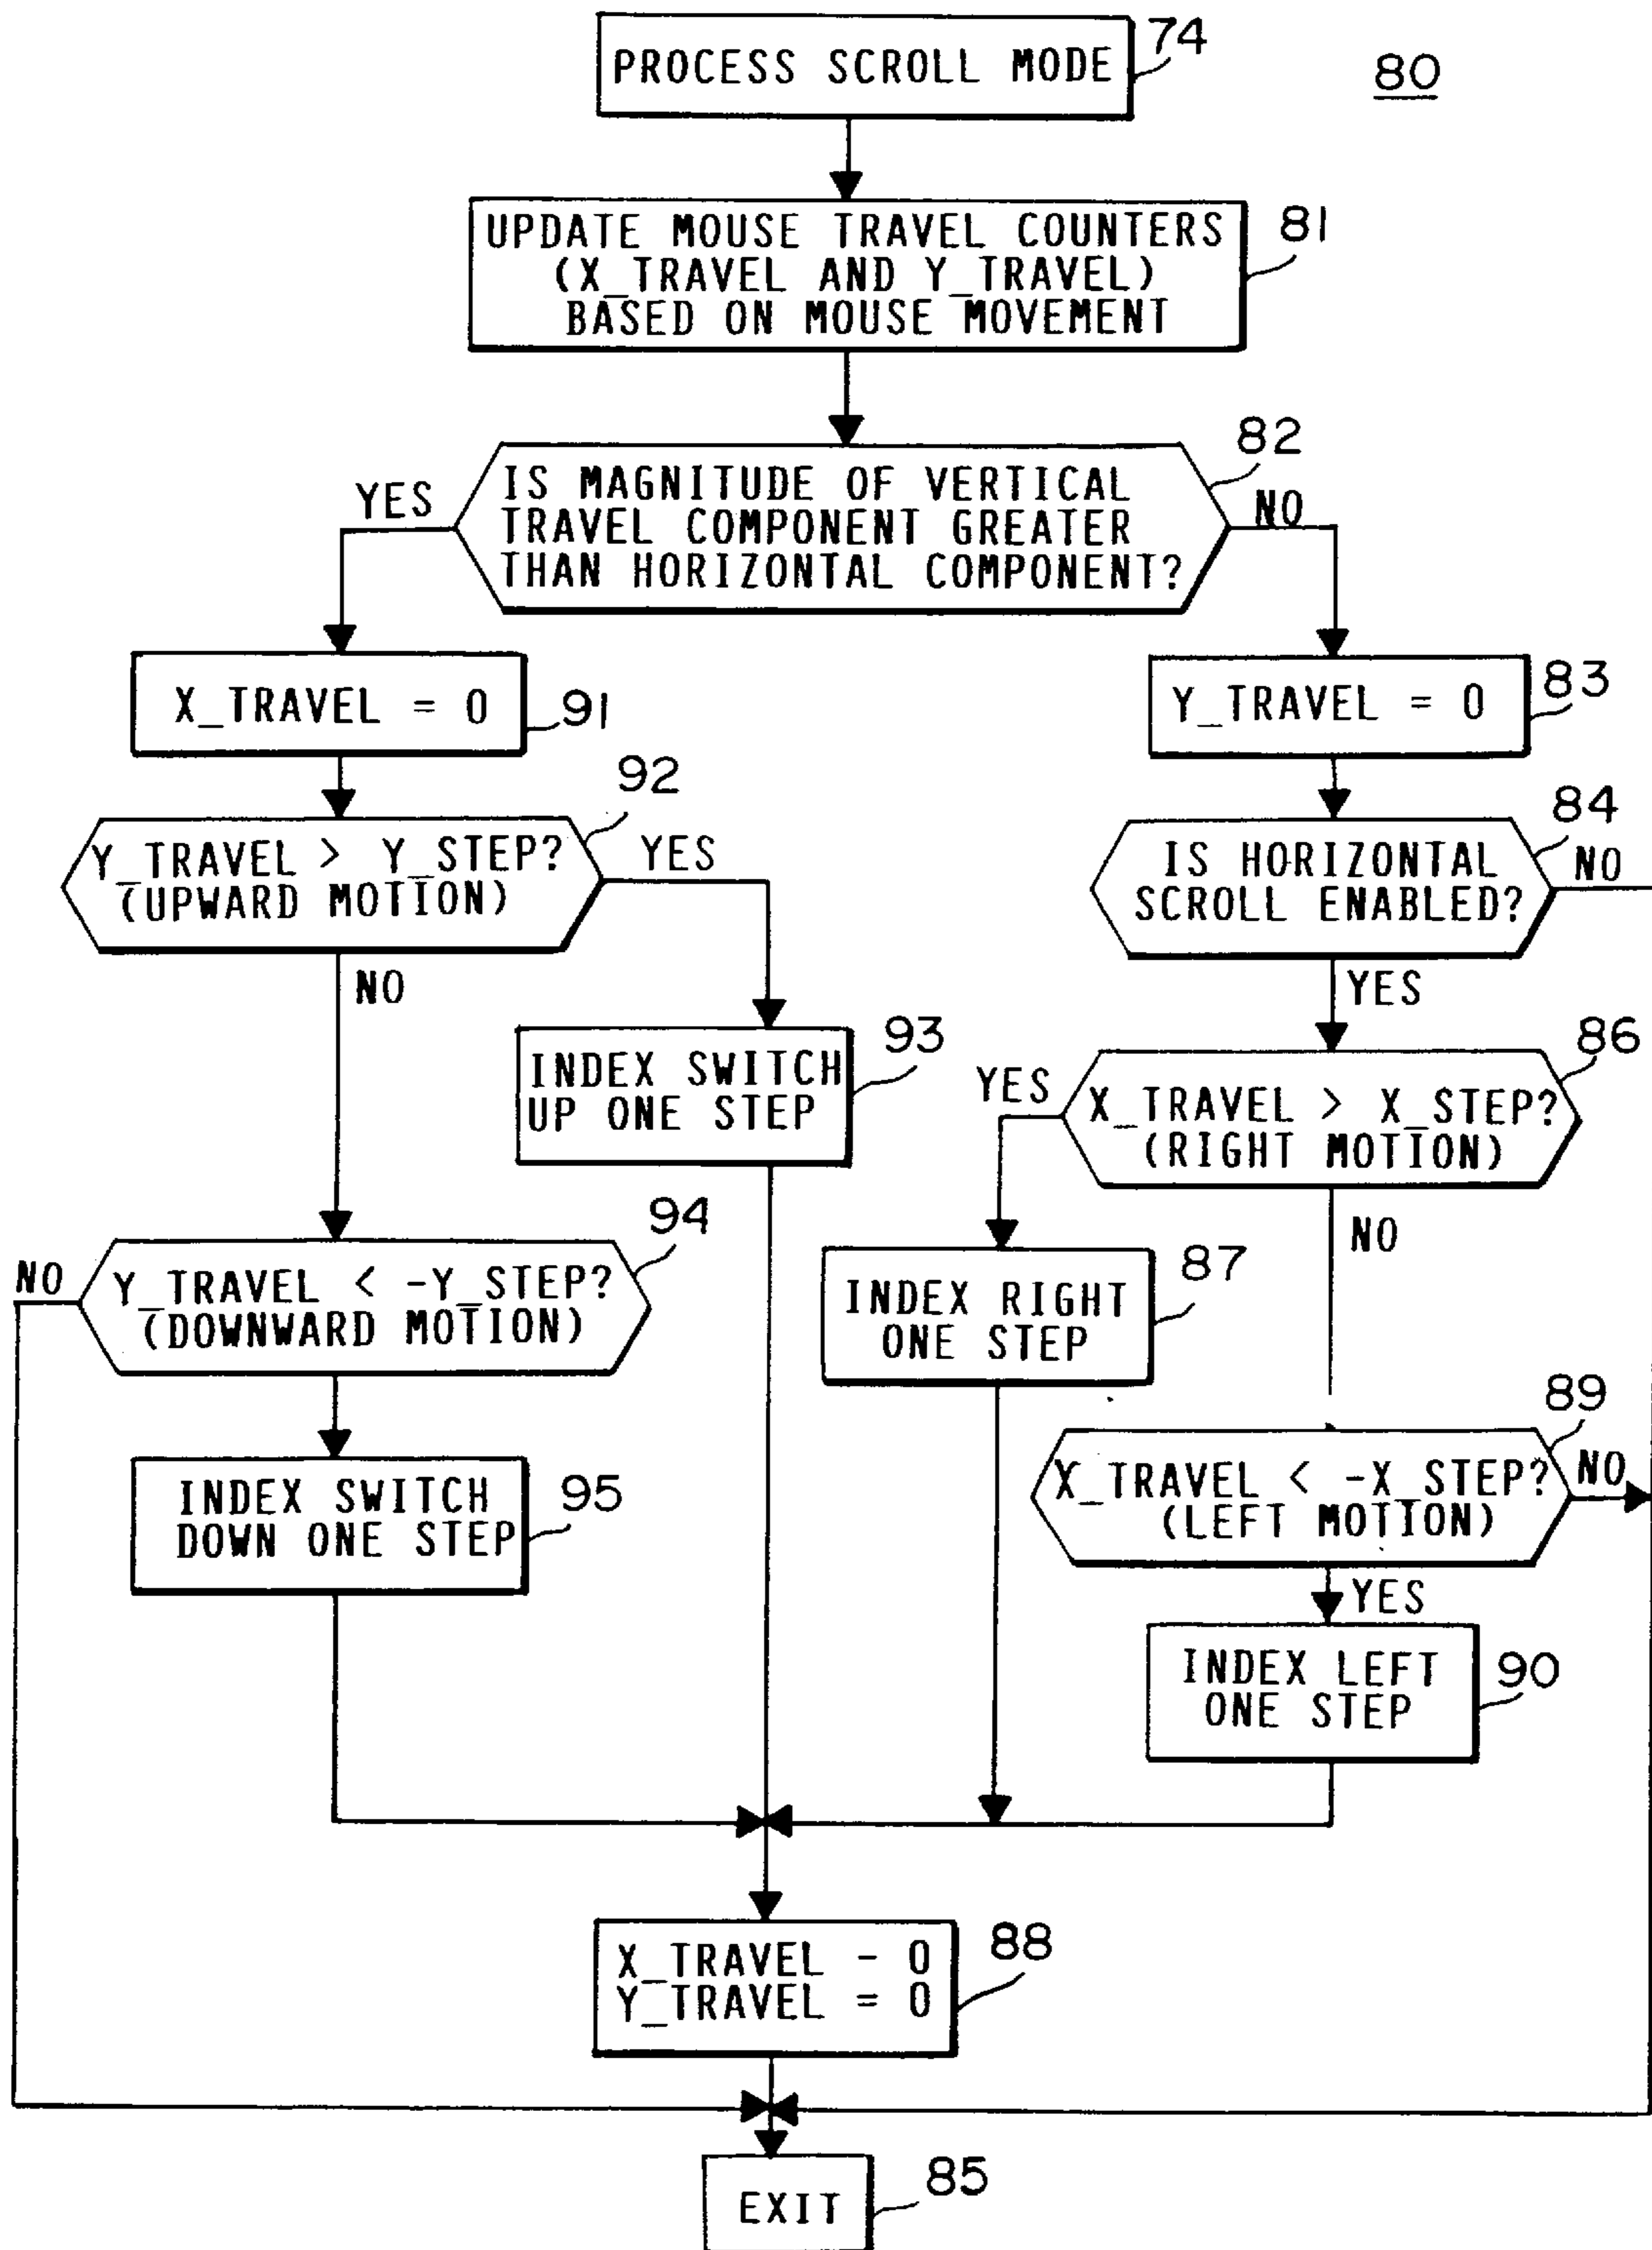 PROCESS SCROLL MODE
74
80
UPDATE MOUSE TRAVEL COUNTERS
(X_TRAVEL AND Y_TRAVEL)
BASED ON MOUSE MOVEMENT
81
IS MAGNITUDE OF VERTICAL
TRAVEL COMPONENT GREATER
THAN HORIZONTAL COMPONENT?
82
YES
NO
X_TRAVEL = 0
91
Y_TRAVEL = 0
83
Y_TRAVEL > Y_STEP?
(UPWARD MOTION)
92
YES
NO
IS HORIZONTAL
SCROLL ENABLED?
84
NO
YES
INDEX SWITCH
UP ONE STEP
93
X_TRAVEL > X_STEP?
(RIGHT MOTION)
86
YES
NO
Y_TRAVEL < -Y_STEP?
(DOWNWARD MOTION)
94
NO
INDEX RIGHT
ONE STEP
87
INDEX SWITCH
DOWN ONE STEP
95
X_TRAVEL < -X_STEP?
(LEFT MOTION)
89
NO
YES
INDEX LEFT
ONE STEP
90
X_TRAVEL - 0
Y_TRAVEL = 0
88
EXIT
85